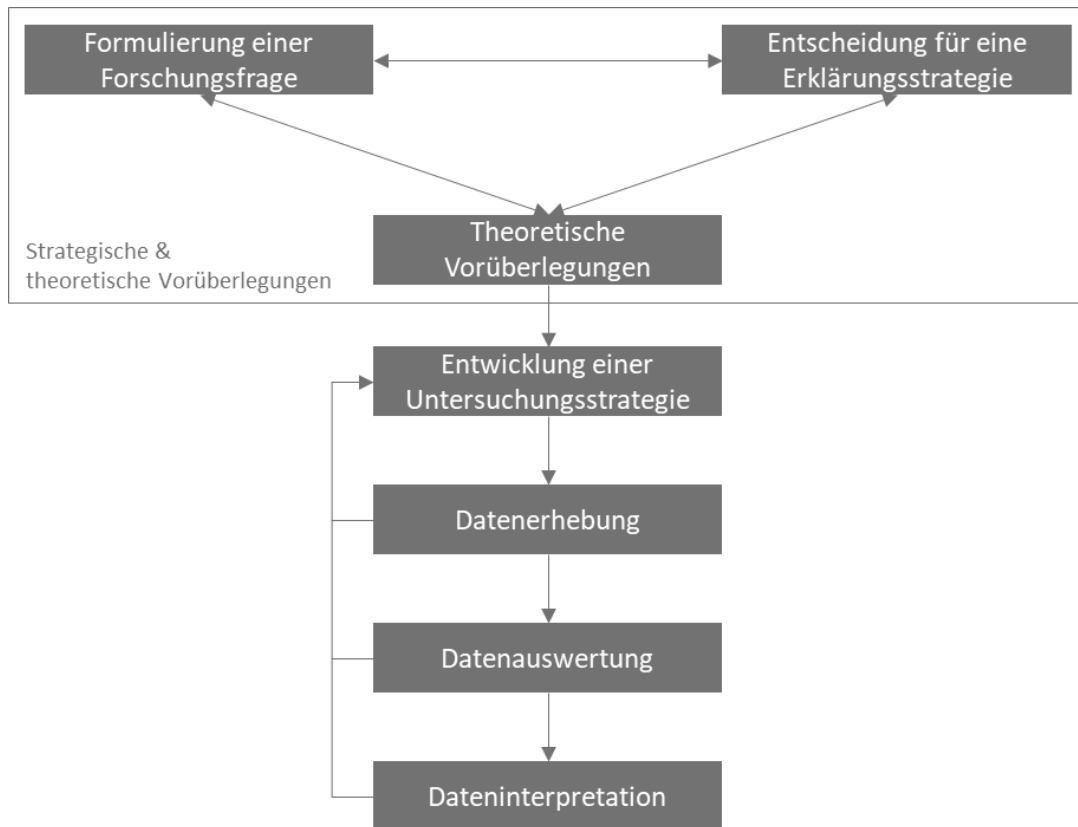 Formulierung einer
Forschungsfrage
Entscheidung für eine
Erklärungsstrategie
Theoretische
Vorüberlegungen
Strategische &
theoretische Vorüberlegungen
Entwicklung einer
Untersuchungsstrategie
Datenerhebung
Datenauswertung
Dateninterpretation